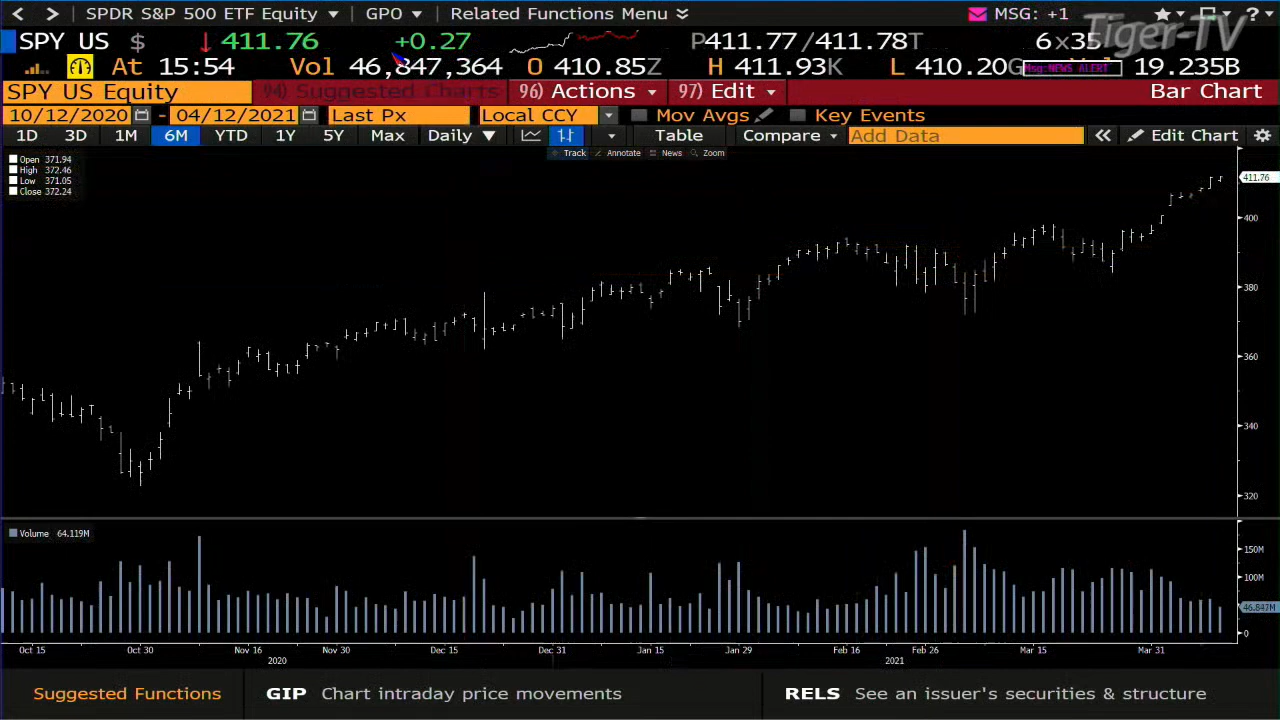 SPDR S&P 500 ETF Equity GPO Related Functions Menu MSG: +1 ?
SPY US $ ↓ 411.76 +0.27 P411.77/411.78T 6x35 Tiger-TV
At 15:54 Vol 46,847,364 O 410.85Z H 411.93K L 410.20G Msg:NEWS ALERT 19.235B
SPY US Equity 94) Suggested Charts 96) Actions 97) Edit Bar Chart
10/12/2020 - 04/12/2021 Last Px Local CCY Mov Avgs Key Events
1D 3D 1M 6M YTD 1Y 5Y Max Daily ▼ Table Compare Add Data « Edit Chart
Track Annotate News Zoom
Open 371.94
High 372.46
Low 371.05
Close 372.24
411.76
400
380
360
340
320
Volume 64.119M
150M
100M
46.847M
0
Oct 15 Oct 30 Nov 16 Nov 30 Dec 15 Dec 31 Jan 15 Jan 29 Feb 16 Feb 26 Mar 15 Mar 31
2020 2021
Suggested Functions GIP Chart intraday price movements RELS See an issuer's securities & structure